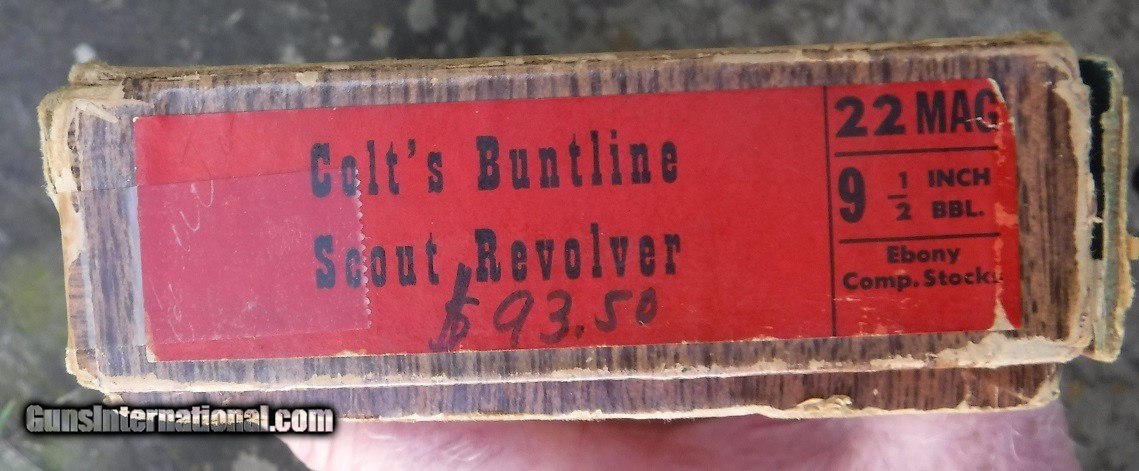 Colt's Buntline
Scout Revolver
$93.50
22 MAG
9 1/2 INCH
BBL.
Ebony
Comp. Stocks
GunsInternational.com